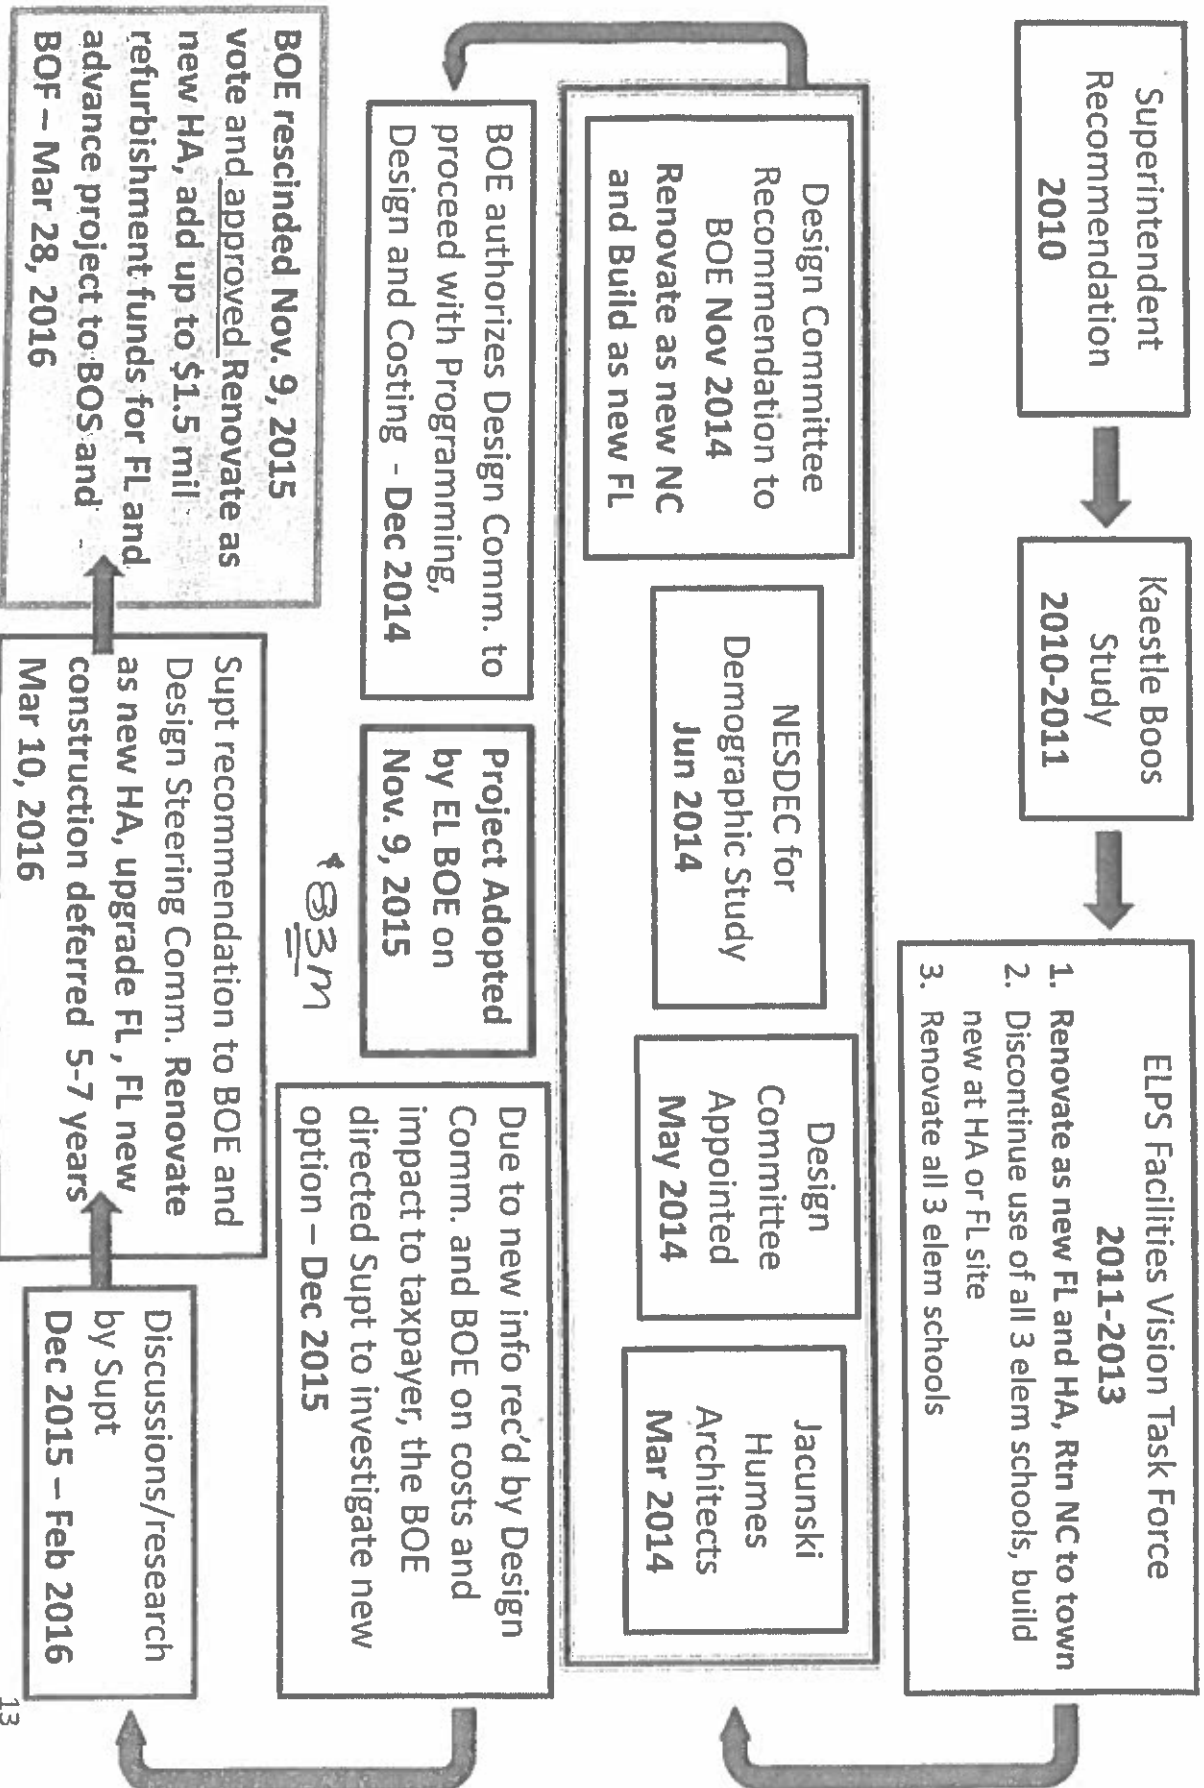 Superintendent
Recommendation
2010
Kaestle Boos
Study
2010-2011
ELPS Facilities Vision Task Force
2011-2013
1. Renovate as new FL and HA, Rtn NC to town
2. Discontinue use of all 3 elem schools, build
new at HA or FL site
3. Renovate all 3 elem schools
Jacunski
Humes
Architects
Mar 2014
Design
Committee
Appointed
May 2014
NESDEC for
Demographic Study
Jun 2014
Design Committee
Recommendation to
BOE Nov 2014
Renovate as new NC
and Build as new FL
BOE authorizes Design Comm. to
proceed with Programming,
Design and Costing - Dec 2014
Project Adopted
by EL BOE on
Nov. 9, 2015
$83m
Due to new info rec'd by Design
Comm. and BOE on costs and
impact to taxpayer, the BOE
directed Supt to investigate new
option – Dec 2015
Discussions/research
by Supt
Dec 2015 – Feb 2016
Supt recommendation to BOE and
Design Steering Comm. Renovate
as new HA, upgrade FL, FL new
construction deferred 5-7 years
Mar 10, 2016
BOE rescinded Nov. 9, 2015
vote and approved Renovate as
new HA, add up to $1.5 mil
refurbishment funds for FL and
advance project to BOS and
BOF – Mar 28, 2016
13